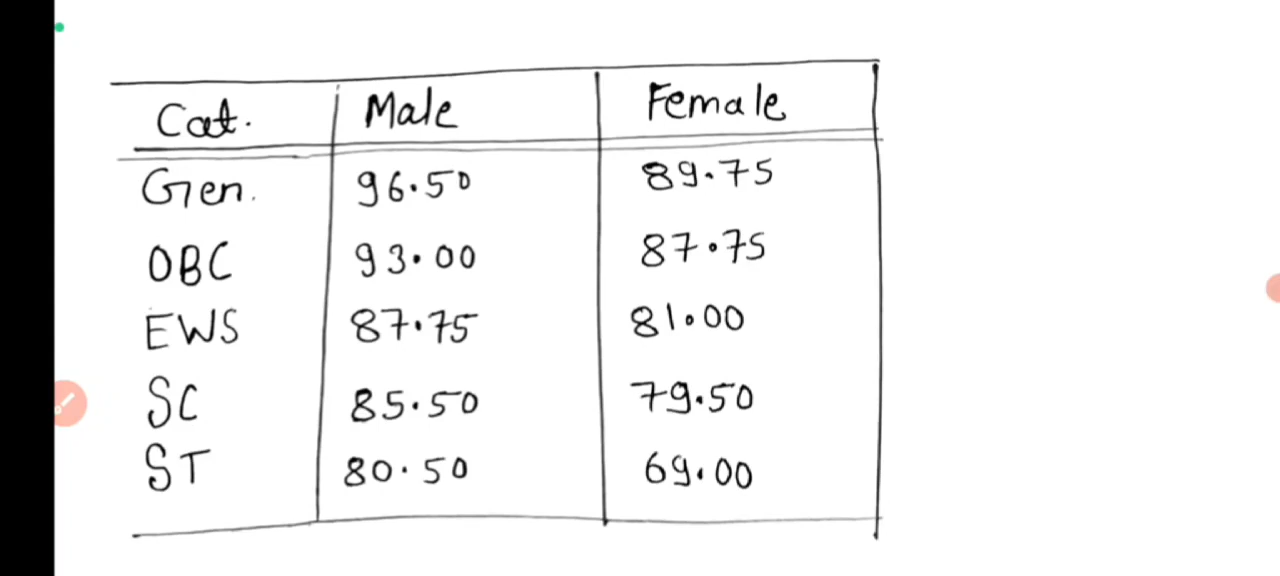 Cat. Male Female
Gen. 96.50 89.75
OBC 93.00 87.75
EWS 87.75 81.00
SC 85.50 79.50
ST 80.50 69.00